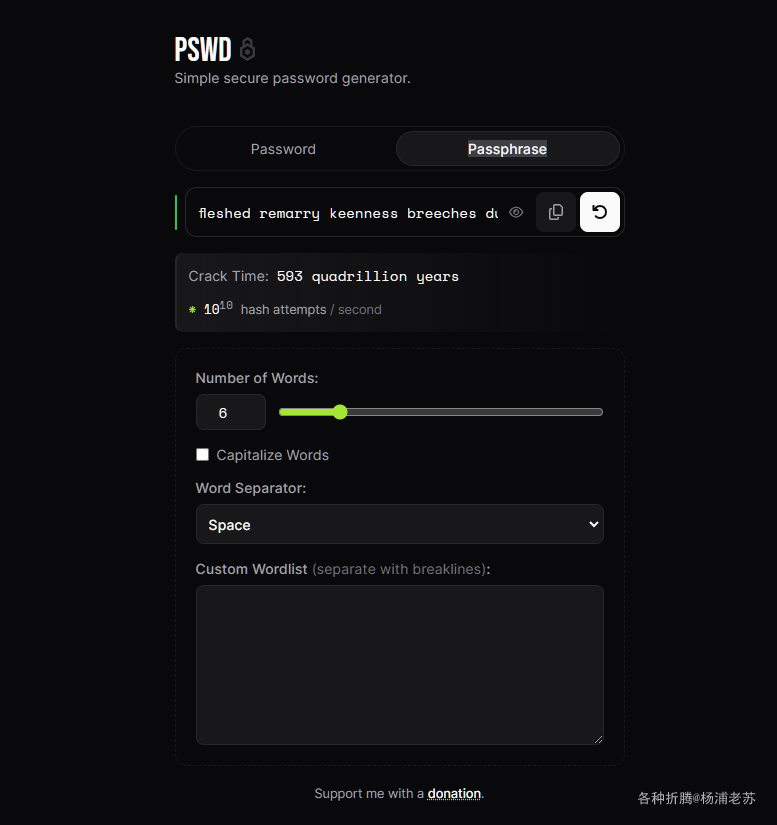 PSWD
Simple secure password generator.
Password Passphrase
fleshed remarry keenness breeches du
Crack Time: 593 quadrillion years
* 10^10 hash attempts / second
Number of Words:
6
Capitalize Words
Word Separator:
Space
Custom Wordlist (separate with breaklines):
Support me with a donation.
各种折腾@杨浦老苏